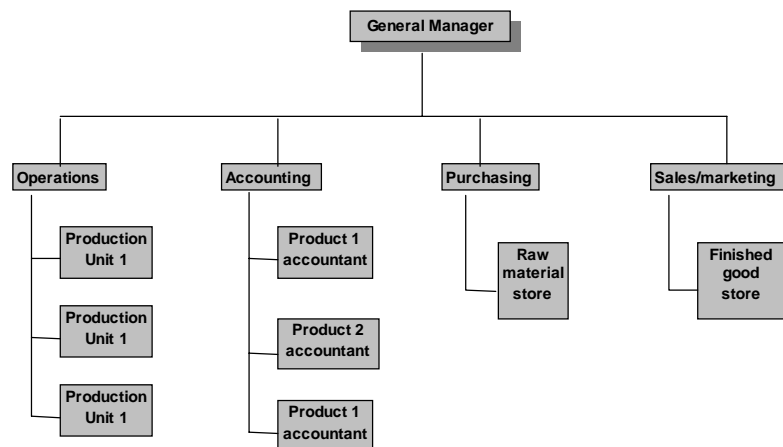 General Manager
Operations
Accounting
Purchasing
Sales/marketing
Production
Unit 1
Production
Unit 1
Production
Unit 1
Product 1
accountant
Product 2
accountant
Product 1
accountant
Raw
material
store
Finished
good
store